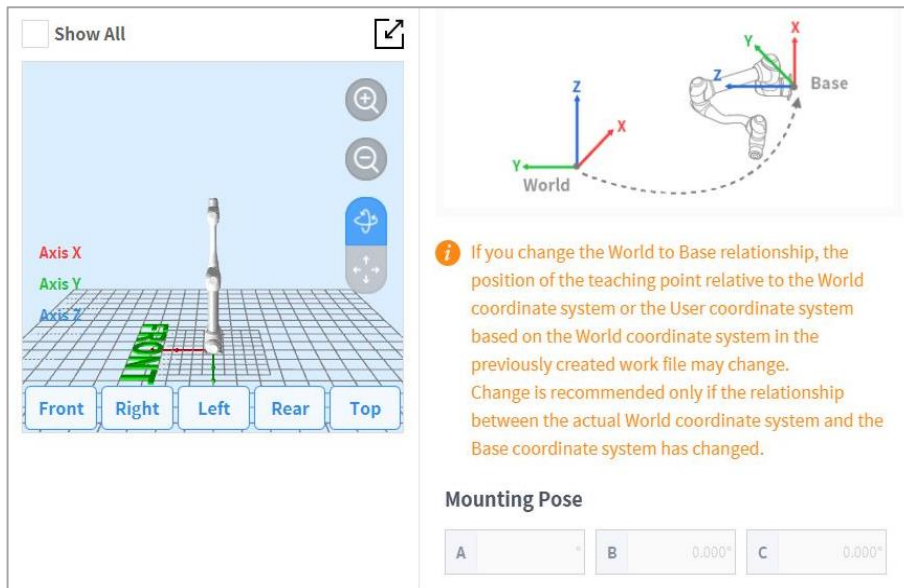 Show All
Axis X
Axis Y
Axis Z
FRONT
Front
Right
Left
Rear
Top
X
Y
Z
Base
Z
X
Y
World
i
If you change the World to Base relationship, the
position of the teaching point relative to the World
coordinate system or the User coordinate system
based on the World coordinate system in the
previously created work file may change.
Change is recommended only if the relationship
between the actual World coordinate system and the
Base coordinate system has changed.
Mounting Pose
A °
B 0.000°
C 0.000°